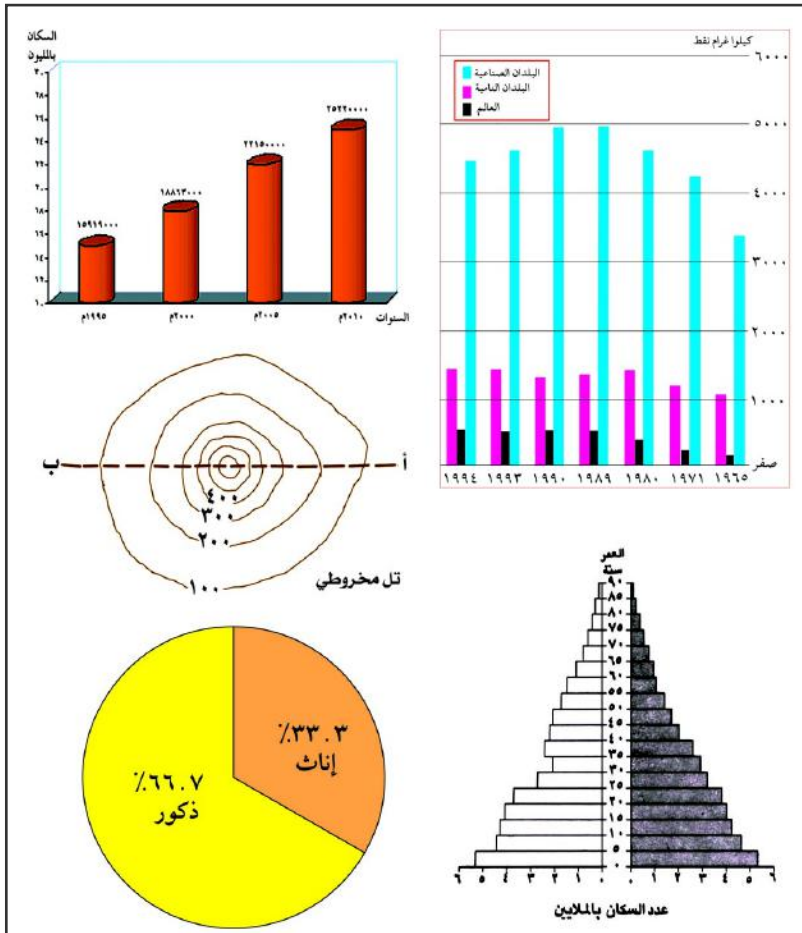 السكان
بالمليون
٣٠
٢٨
٢٦
٢٤
٢٢
٢٠
١٨
١٦
١٤
١٢
١٠
١٥٩١٩٠٠٠
١٨٨٦٣٠٠٠
٢٢١٥٠٠٠٠
٢٥٢٢٠٠٠٠
١٩٩٥م
٢٠٠٠م
٢٠٠٥م
٢٠١٠م
السنوات
كيلوا غرام نقط
البلدان الصناعية
البلدان النامية
العالم
٦٠٠٠
٥٠٠٠
٤٠٠٠
٣٠٠٠
٢٠٠٠
١٠٠٠
صفر
١٩٦٥
١٩٧١
١٩٨٠
١٩٨٩
١٩٩٠
١٩٩٣
١٩٩٤
أ
ب
٤٠٠
٣٠٠
٢٠٠
١٠٠
تل مخروطي
٣٣.٣٪
إناث
٦٦.٧٪
ذكور
العمر
سنة
٩٠
٨٥
٨٠
٧٥
٧٠
٦٥
٦٠
٥٥
٥٠
٤٥
٤٠
٣٥
٣٠
٢٥
٢٠
١٥
١٠
٥
٠
٦ ٥ ٤ ٣ ٢ ١ ٠
٠ ١ ٢ ٣ ٤ ٥ ٦
عدد السكان بالملايين